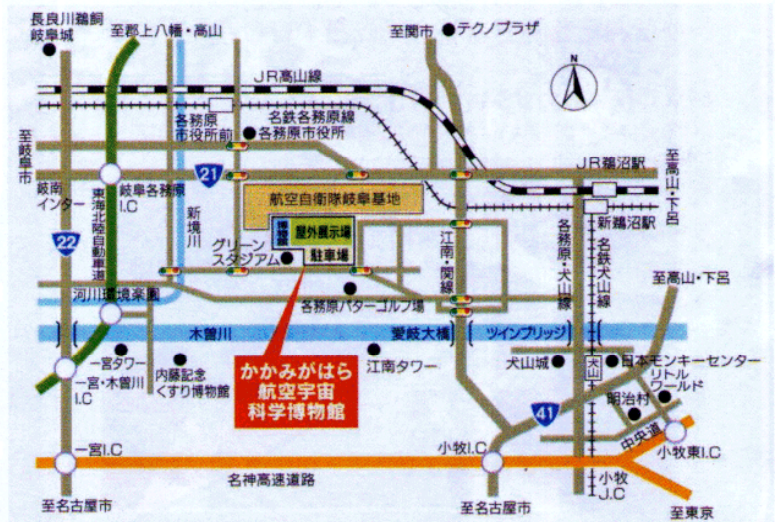 長良川鵜飼
岐阜城
至郡上八幡・高山
至関市
テクノプラザ
N
JR高山線
各務原
市役所前
名鉄各務原線
各務原市役所
至岐阜市
21
JR鵜沼駅
至高山・下呂
岐南
インター
岐阜各務原
I.C
東海北陸自動車道
新境川
航空自衛隊岐阜基地
博物館
屋外展示場
駐車場
グリーン
スタジアム
江南・関線
各務原・犬山線
新鵜沼駅
名鉄犬山線
22
河川環境楽園
各務原パターゴルフ場
至高山・下呂
木曽川
愛岐大橋
ツインブリッジ
一宮タワー
内藤記念
くすり博物館
かかみがはら
航空宇宙
科学博物館
江南タワー
犬山城
犬山
日本モンキーセンター
リトル
ワールド
明治村
一宮・木曽川
I.C
41
中央道
小牧東I.C
一宮I.C
小牧I.C
名神高速道路
小牧
J.C
至名古屋市
至名古屋市
至東京